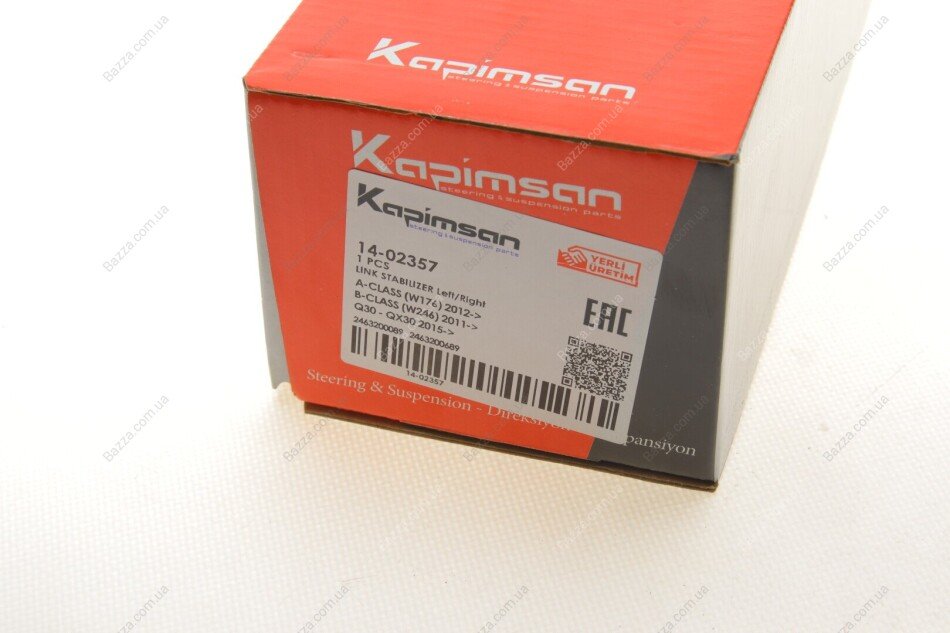 Kapimsan
steering & suspension parts
Kapimsan
steering & suspension parts
Kapimsan
steering & suspension parts
14-02357
1 PCS
LINK STABILIZER Left/Right
A-CLASS (W176) 2012->
B-CLASS (W246) 2011->
Q30 - QX30 2015->
2463200089 2463200689
14-02357
YERLİ
ÜRETİM
EAC
Steering & Suspension - Direksiyon
pansiyon
Bazza.com.ua